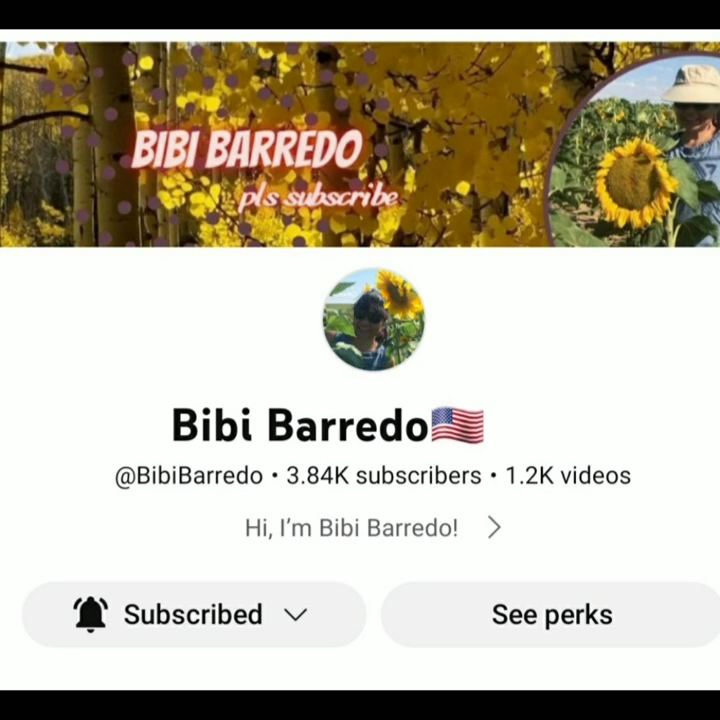 BIBI BARREDO
pls subscribe
Bibi Barredo🇺🇸
@BibiBarredo • 3.84K subscribers • 1.2K videos
Hi, I’m Bibi Barredo!
Subscribed
See perks